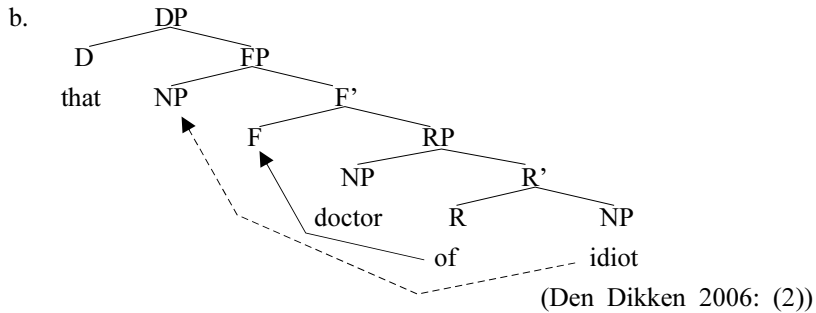 b.
DP
D FP
that NP F’
F RP
NP R’
doctor R NP
of idiot
(Den Dikken 2006: (2))